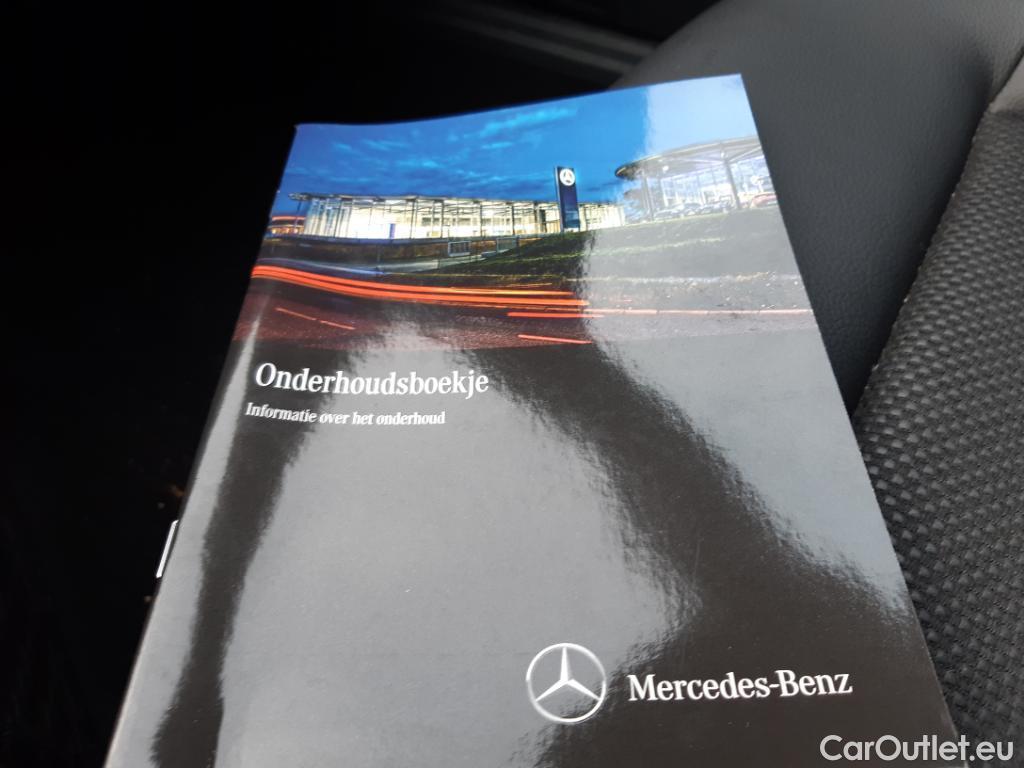 Onderhoudsboekje
Informatie over het onderhoud
Mercedes-Benz
CarOutlet.eu